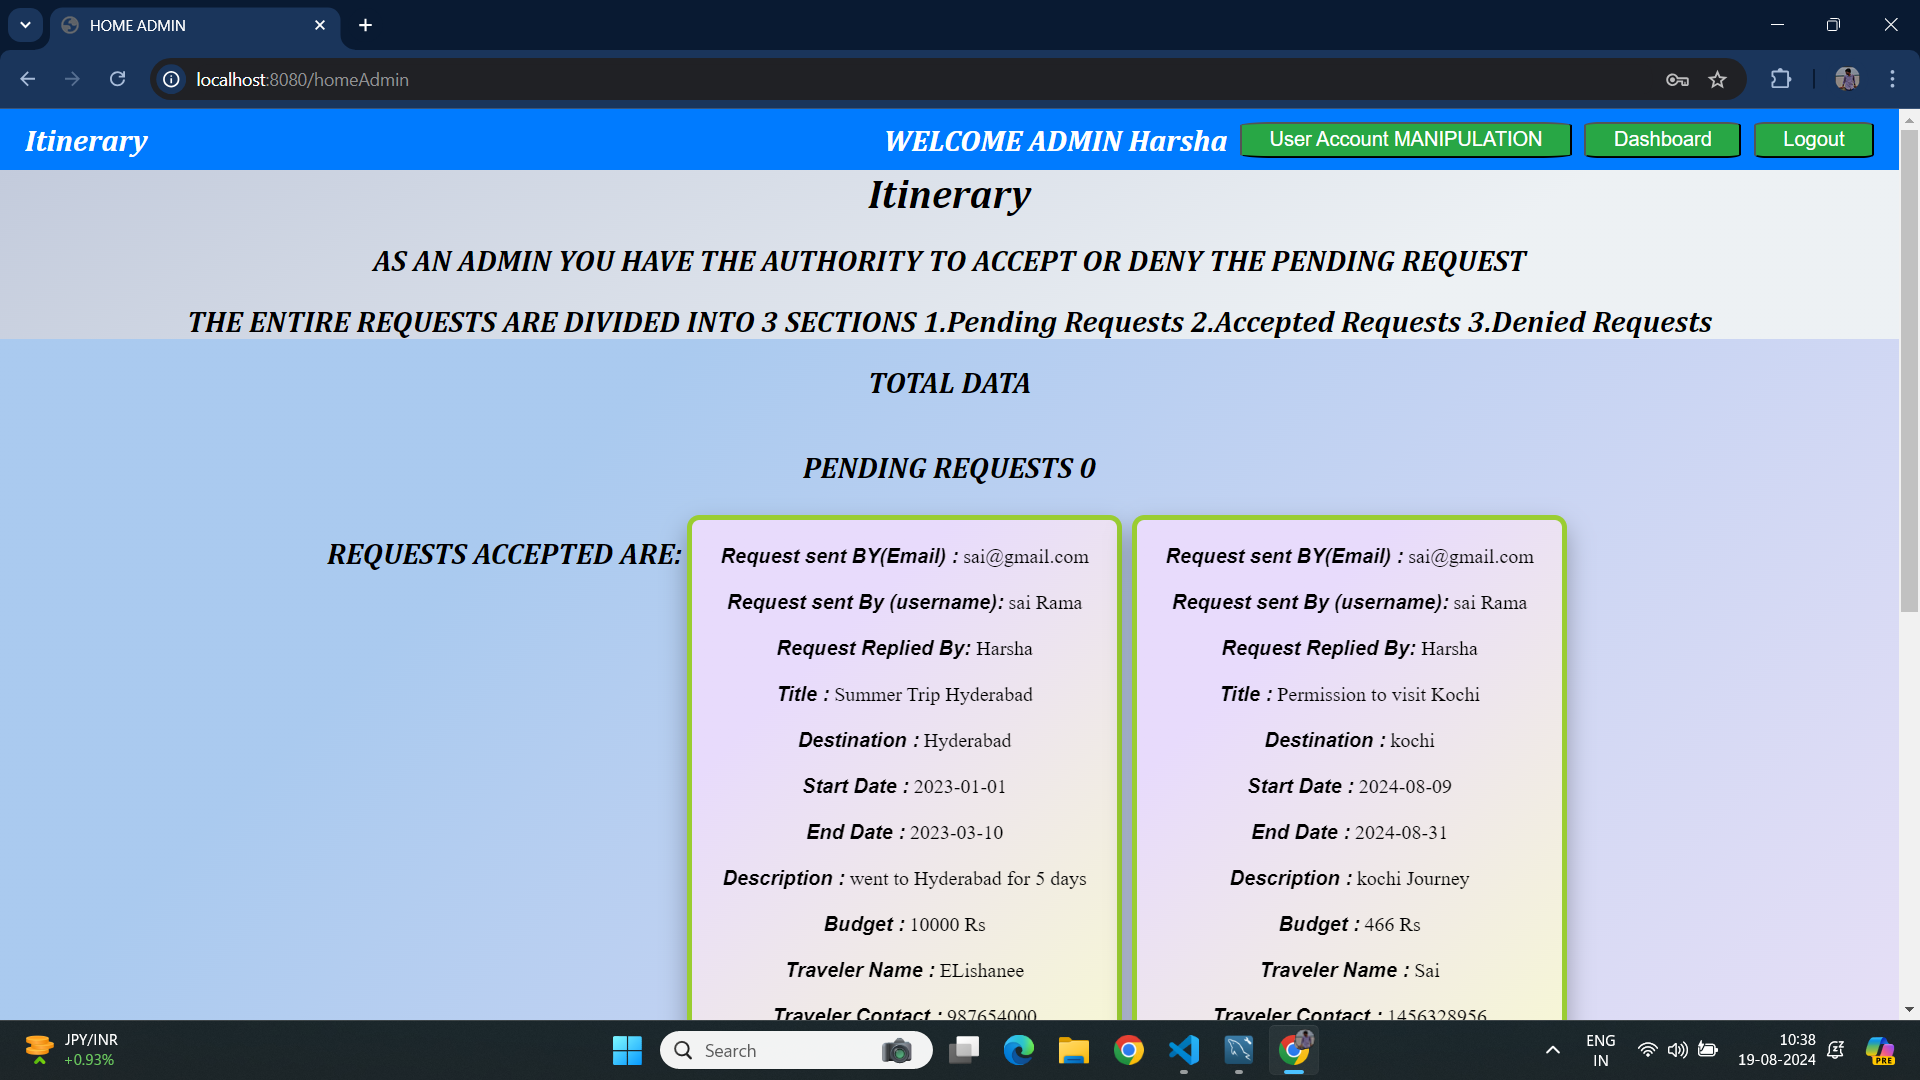 HOME ADMIN
localhost:8080/homeAdmin
Itinerary
WELCOME ADMIN Harsha
User Account MANIPULATION
Dashboard
Logout
Itinerary
AS AN ADMIN YOU HAVE THE AUTHORITY TO ACCEPT OR DENY THE PENDING REQUEST
THE ENTIRE REQUESTS ARE DIVIDED INTO 3 SECTIONS 1.Pending Requests 2.Accepted Requests 3.Denied Requests
TOTAL DATA
PENDING REQUESTS 0
REQUESTS ACCEPTED ARE:
Request sent BY(Email) : sai@gmail.com
Request sent By (username): sai Rama
Request Replied By: Harsha
Title : Summer Trip Hyderabad
Destination : Hyderabad
Start Date : 2023-01-01
End Date : 2023-03-10
Description : went to Hyderabad for 5 days
Budget : 10000 Rs
Traveler Name : ELishanee
Traveler Contact : 987654000
Request sent BY(Email) : sai@gmail.com
Request sent By (username): sai Rama
Request Replied By: Harsha
Title : Permission to visit Kochi
Destination : kochi
Start Date : 2024-08-09
End Date : 2024-08-31
Description : kochi Journey
Budget : 466 Rs
Traveler Name : Sai
Traveler Contact : 1456328956
JPY/INR
+0.93%
Search
ENG
IN
10:38
19-08-2024
PRE